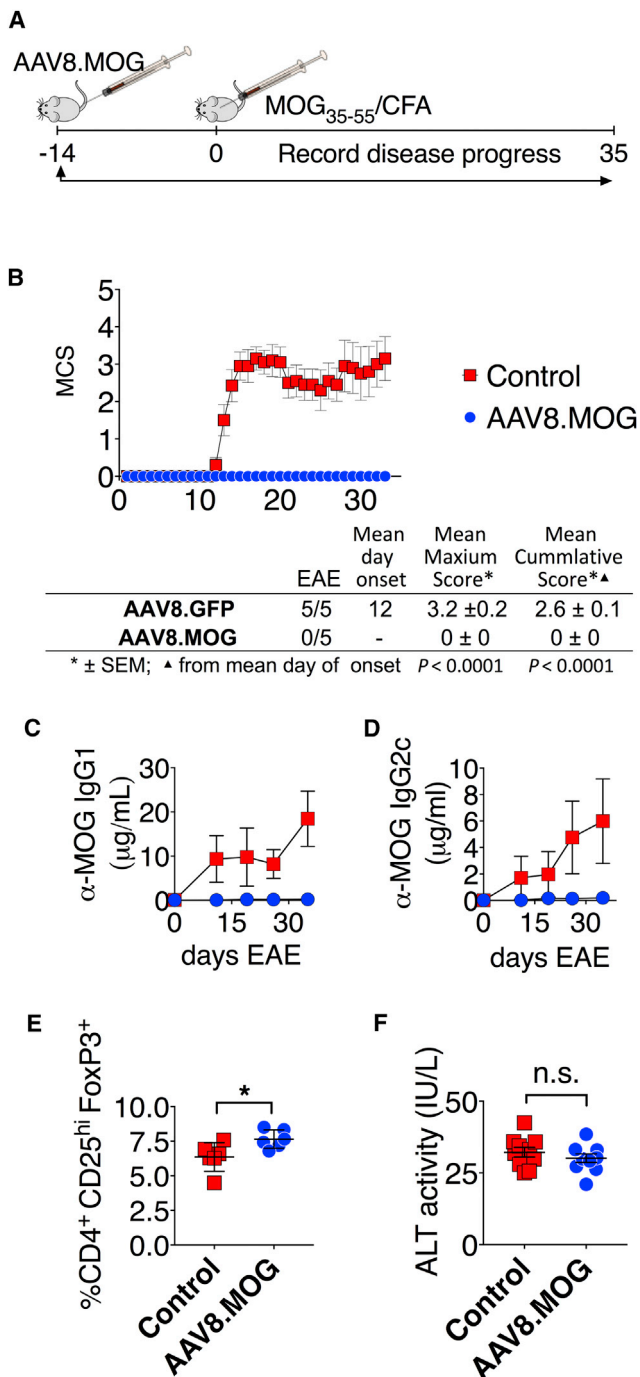 A
AAV8.MOG
MOG35-55/CFA
-14 0 Record disease progress 35
B
MCS
5
4
3
2
1
0
0 10 20 30
Control
AAV8.MOG
EAE Mean day onset Mean Maxium Score* Mean Cummlative Score*▲
AAV8.GFP 5/5 12 3.2 ±0.2 2.6 ± 0.1
AAV8.MOG 0/5 - 0 ± 0 0 ± 0
* ± SEM; ▲ from mean day of onset P < 0.0001 P < 0.0001
C
α-MOG IgG1
(μg/mL)
30
20
10
0
0 15 30
days EAE
D
α-MOG IgG2c
(μg/ml)
10
8
6
4
2
0
0 15 30
days EAE
E
%CD4+ CD25hi FoxP3+
*
10.0
7.5
5.0
2.5
0.0
Control
AAV8.MOG
F
ALT activity (IU/L)
n.s.
50
25
0
Control
AAV8.MOG